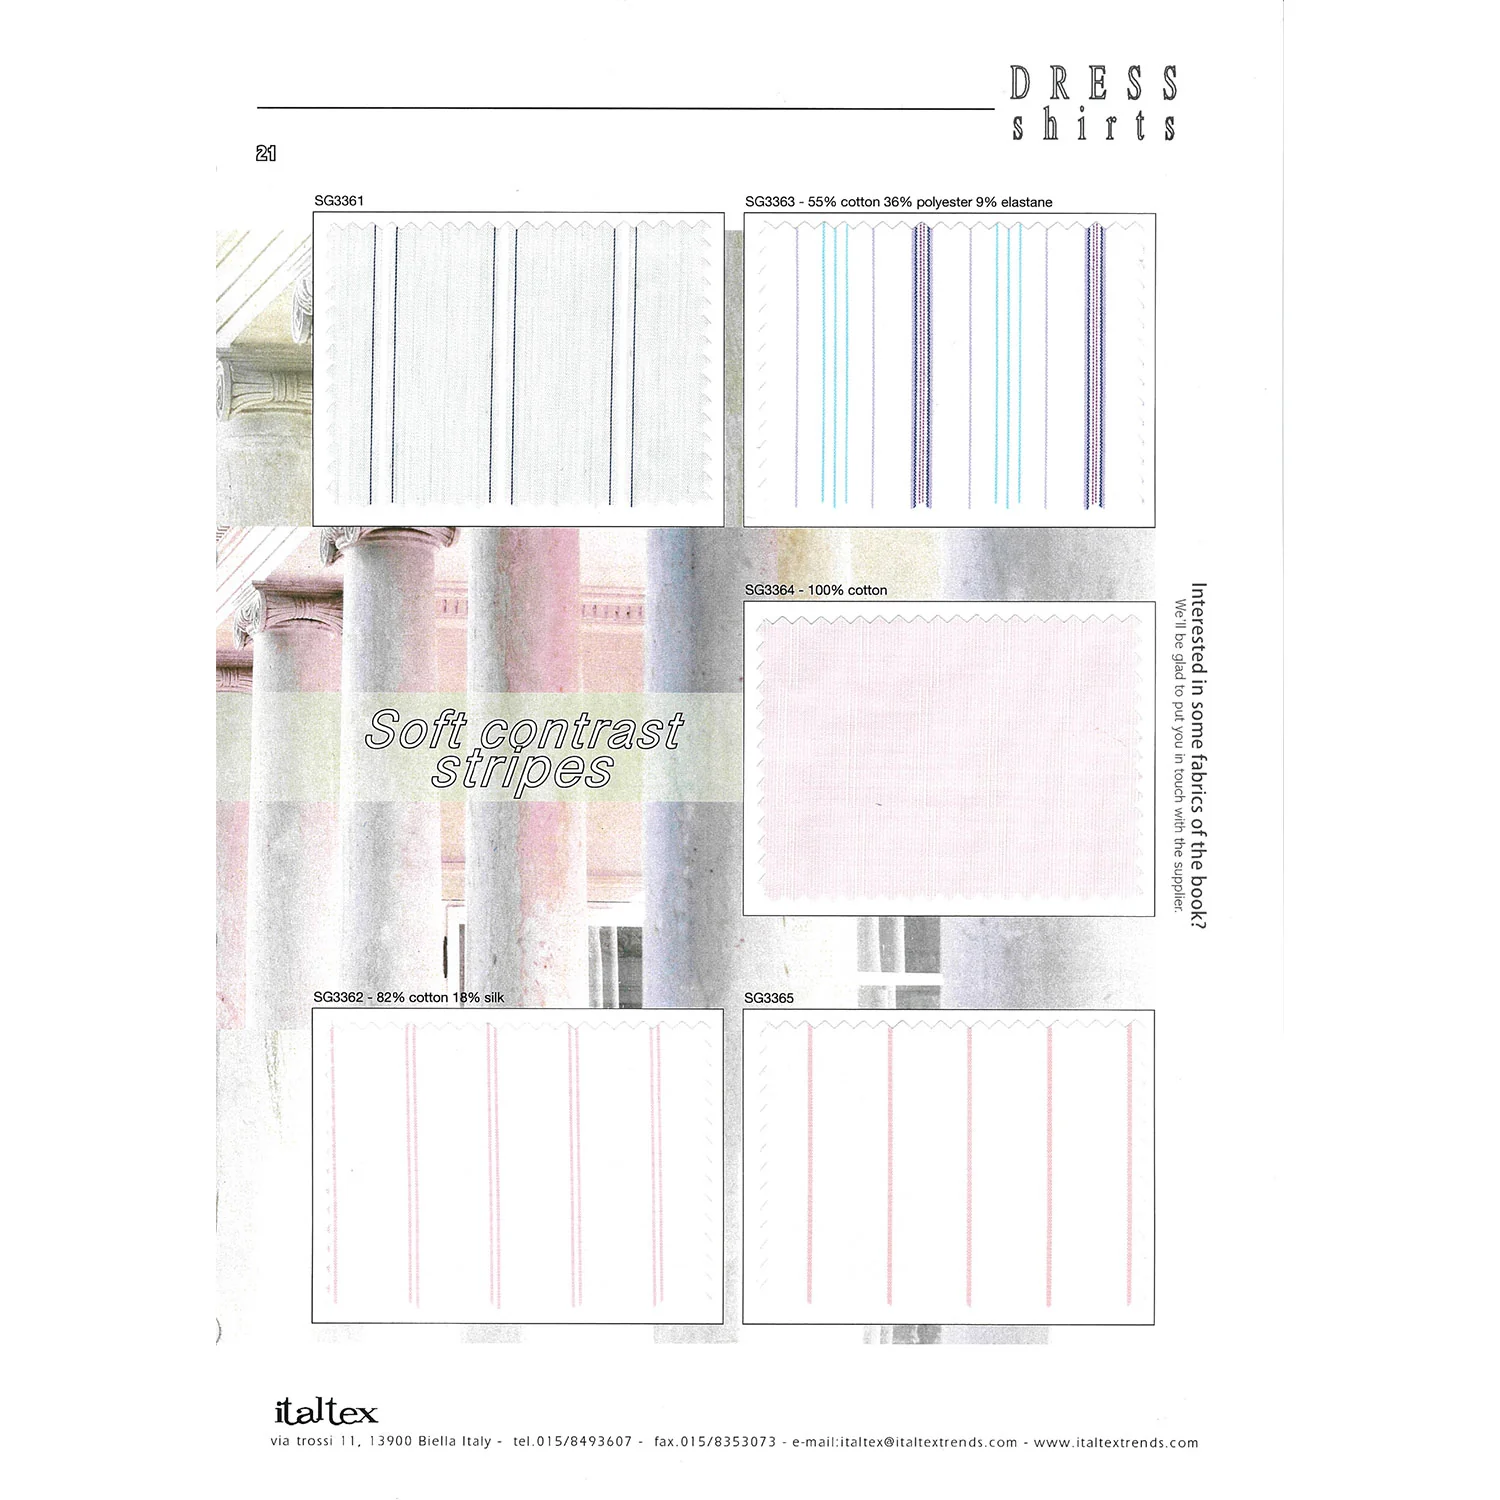 DRESS
shirts
21
SG3361
SG3363 - 55% cotton 36% polyester 9% elastane
SG3364 - 100% cotton
Interested in some fabrics of the book?
We'll be glad to put you in touch with the supplier.
Soft contrast
stripes
SG3362 - 82% cotton 18% silk
SG3365
italtex
via trossi 11, 13900 Biella Italy - tel.015/8493607 - fax.015/8353073 - e-mail:italtex@italtextrends.com - www.italtextrends.com